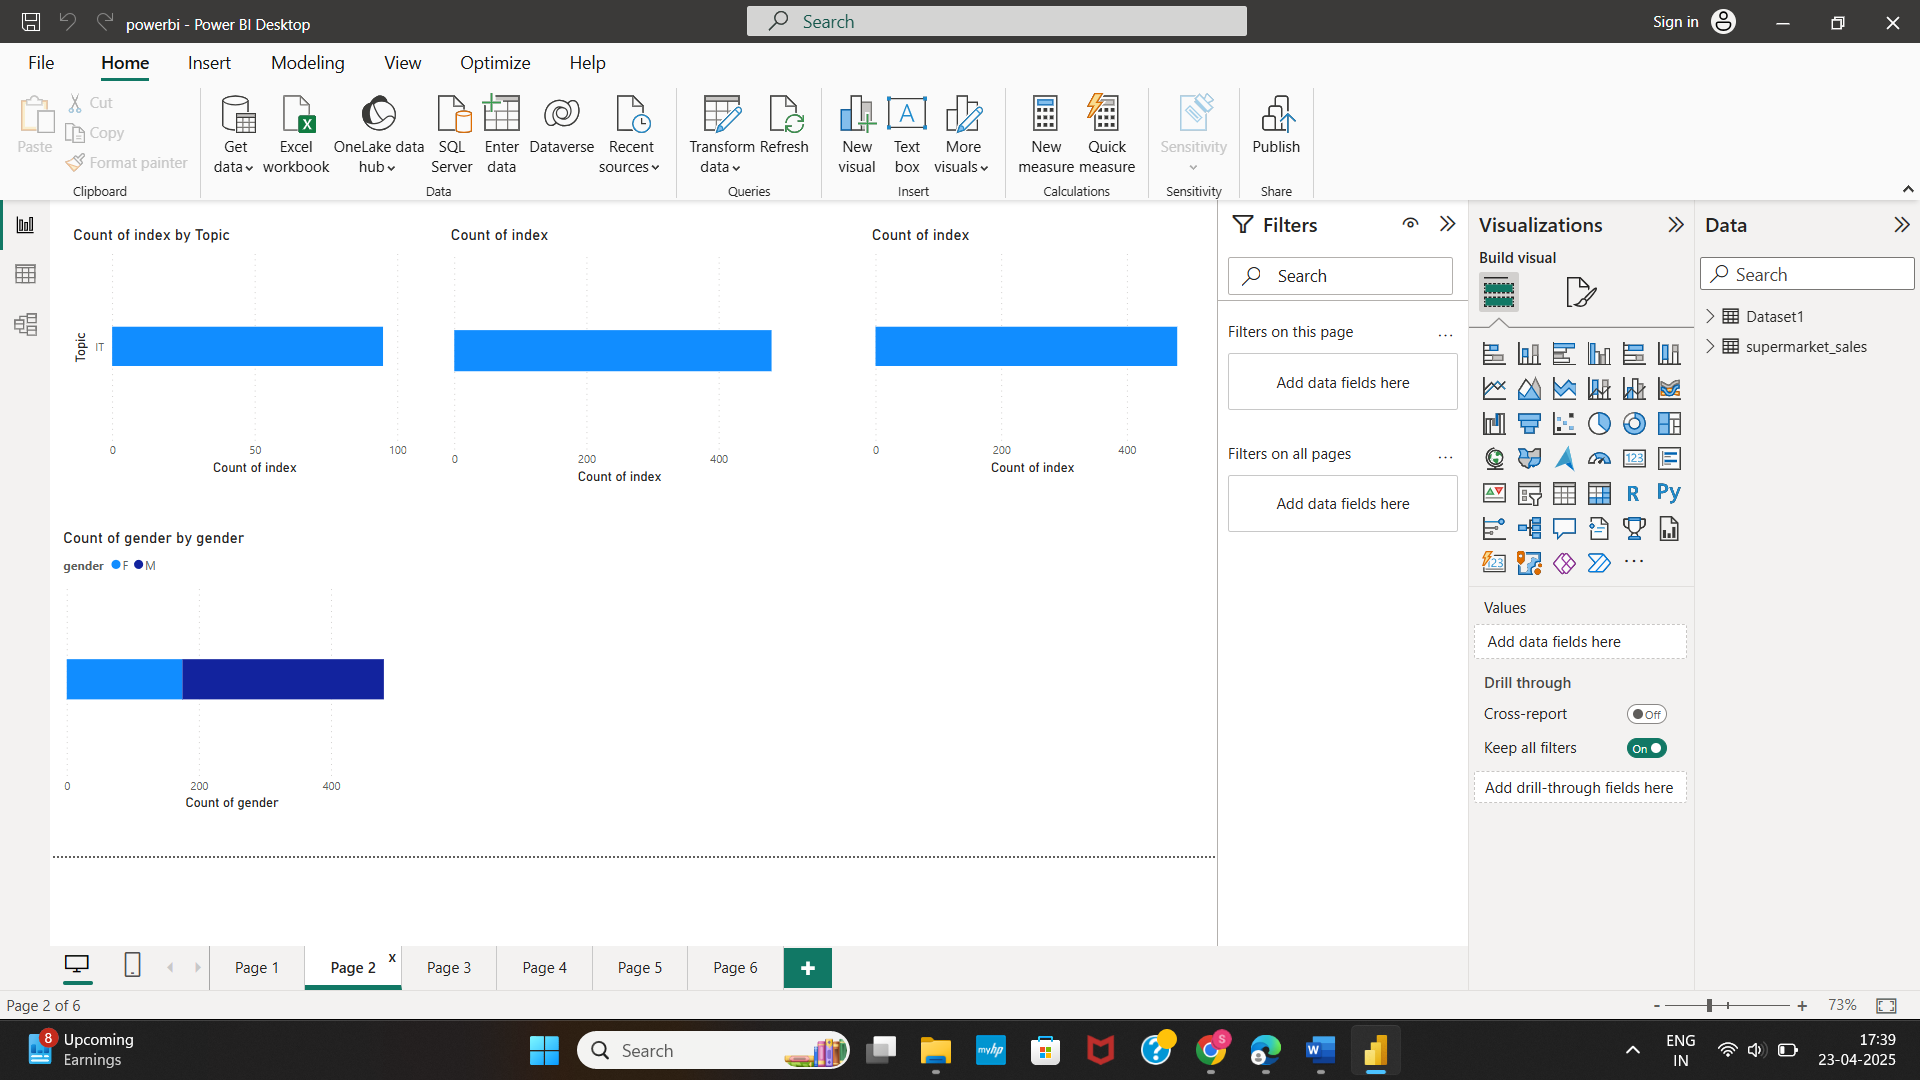 powerbi - Power BI Desktop
Search
Sign in
File
Home
Insert
Modeling
View
Optimize
Help
Paste
Cut
Copy
Format painter
Clipboard
Get data
Excel workbook
OneLake data hub
SQL Server
Enter data
Dataverse
Recent sources
Data
Transform data
Refresh
Queries
New visual
Text box
More visuals
Insert
New measure
Quick measure
Calculations
Sensitivity
Sensitivity
Publish
Share
Count of index by Topic
Topic
IT
0 50 100
Count of index
Count of index
0 200 400
Count of index
Count of index
0 200 400
Count of index
Count of gender by gender
gender F M
0 200 400
Count of gender
Filters
Search
Filters on this page ...
Add data fields here
Filters on all pages ...
Add data fields here
Visualizations
Build visual
123
R
Py
123
...
Values
Add data fields here
Drill through
Cross-report Off
Keep all filters On
Add drill-through fields here
Data
Search
Dataset1
supermarket_sales
Page 1
Page 2 x
Page 3
Page 4
Page 5
Page 6
+
Page 2 of 6
- + 73%
8
Upcoming
Earnings
Search
myhp
S
W
ENG
IN
17:39
23-04-2025